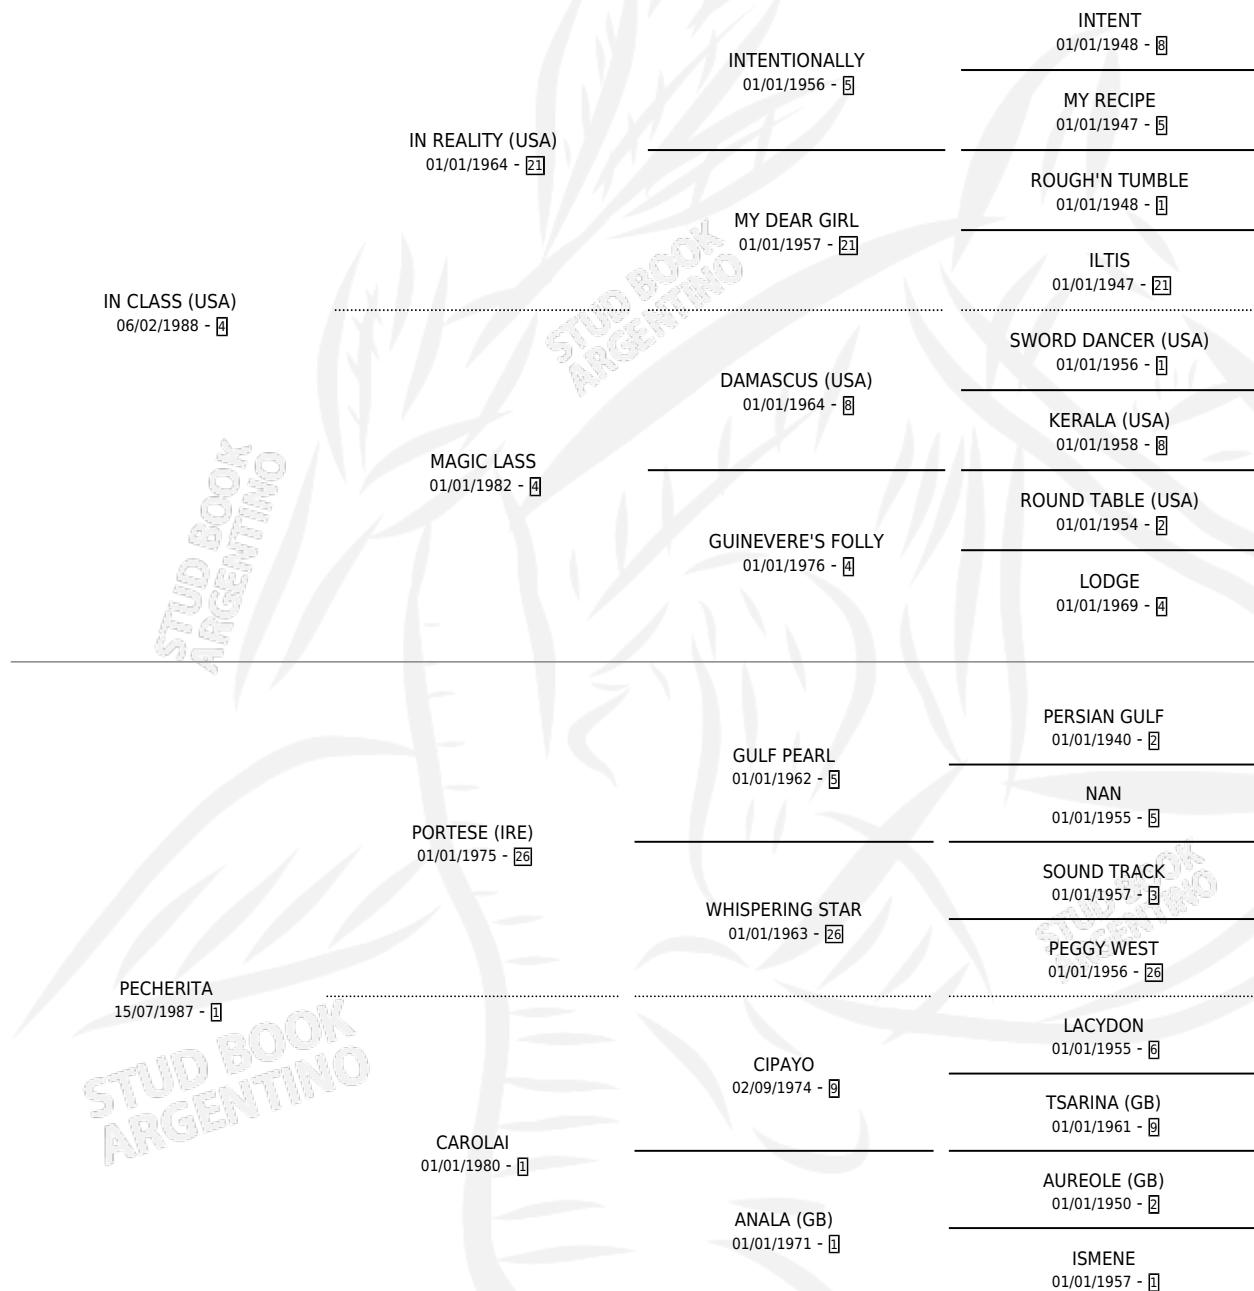 INTENT
01/01/1948 - 8
INTENTIONALLY
01/01/1956 - 5
MY RECIPE
01/01/1947 - 5
IN REALITY (USA)
01/01/1964 - 21
ROUGH'N TUMBLE
01/01/1948 - 1
MY DEAR GIRL
01/01/1957 - 21
ILTIS
01/01/1947 - 21
IN CLASS (USA)
06/02/1988 - 4
SWORD DANCER (USA)
01/01/1956 - 1
DAMASCUS (USA)
01/01/1964 - 8
KERALA (USA)
01/01/1958 - 8
MAGIC LASS
01/01/1982 - 4
ROUND TABLE (USA)
01/01/1954 - 2
GUINEVERE'S FOLLY
01/01/1976 - 4
LODGE
01/01/1969 - 4
PERSIAN GULF
01/01/1940 - 2
GULF PEARL
01/01/1962 - 5
NAN
01/01/1955 - 5
PORTESE (IRE)
01/01/1975 - 26
SOUND TRACK
01/01/1957 - 3
WHISPERING STAR
01/01/1963 - 26
PEGGY WEST
01/01/1956 - 26
PECHERITA
15/07/1987 - 1
LACYDON
01/01/1955 - 6
CIPAYO
02/09/1974 - 9
TSARINA (GB)
01/01/1961 - 9
CAROLAI
01/01/1980 - 1
AUREOLE (GB)
01/01/1950 - 2
ANALA (GB)
01/01/1971 - 1
ISMENE
01/01/1957 - 1
STUD BOOK
ARGENTINO
STUD BOOK
ARGENTINO
STUD BOOK
ARGENTINO
STUD BOOK
ARGENTINO